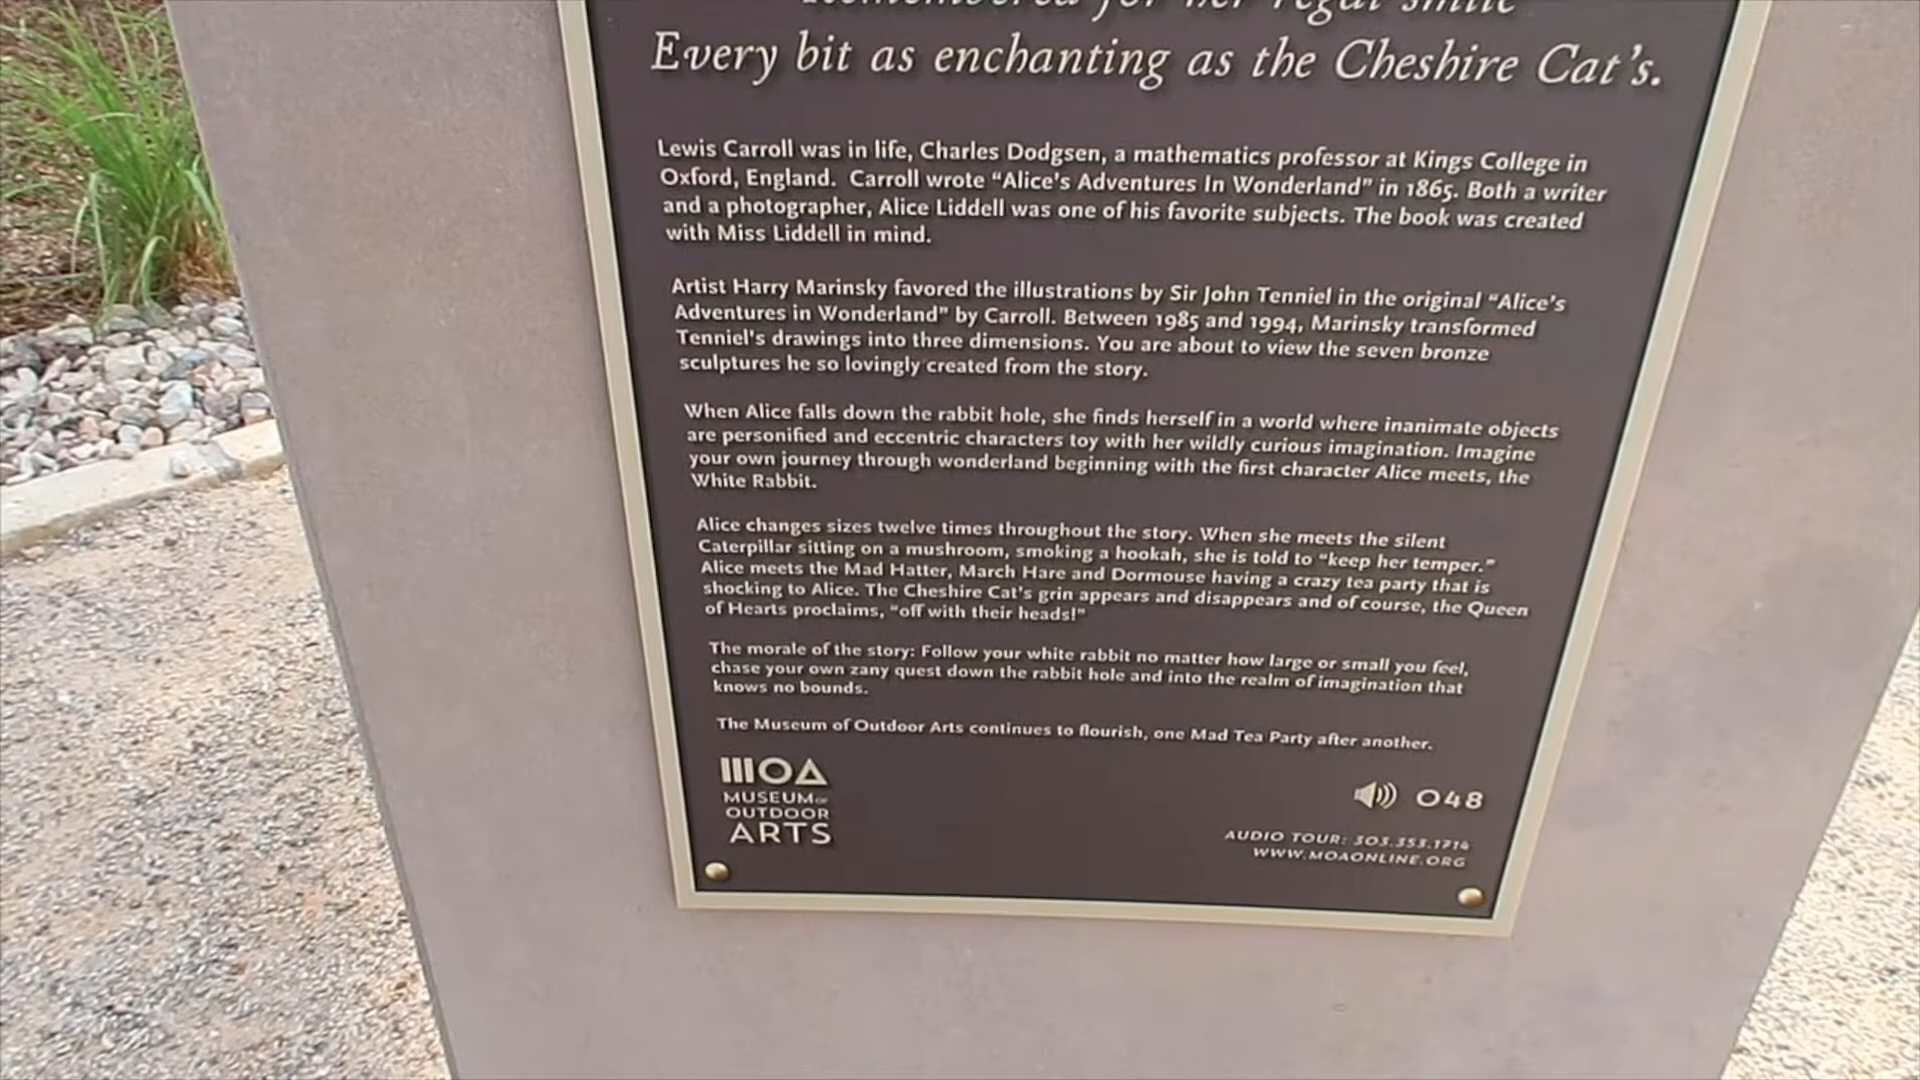 Remembered for her regal smile
Every bit as enchanting as the Cheshire Cat's.
Lewis Carroll was in life, Charles Dodgsen, a mathematics professor at Kings College in
Oxford, England. Carroll wrote “Alice's Adventures In Wonderland” in 1865. Both a writer
and a photographer, Alice Liddell was one of his favorite subjects. The book was created
with Miss Liddell in mind.
Artist Harry Marinsky favored the illustrations by Sir John Tenniel in the original “Alice's
Adventures in Wonderland” by Carroll. Between 1985 and 1994, Marinsky transformed
Tenniel's drawings into three dimensions. You are about to view the seven bronze
sculptures he so lovingly created from the story.
When Alice falls down the rabbit hole, she finds herself in a world where inanimate objects
are personified and eccentric characters toy with her wildly curious imagination. Imagine
your own journey through wonderland beginning with the first character Alice meets, the
White Rabbit.
Alice changes sizes twelve times throughout the story. When she meets the silent
Caterpillar sitting on a mushroom, smoking a hookah, she is told to “keep her temper.”
Alice meets the Mad Hatter, March Hare and Dormouse having a crazy tea party that is
shocking to Alice. The Cheshire Cat's grin appears and disappears and of course, the Queen
of Hearts proclaims, “off with their heads!”
The morale of the story: Follow your white rabbit no matter how large or small you feel,
chase your own zany quest down the rabbit hole and into the realm of imagination that
knows no bounds.
The Museum of Outdoor Arts continues to flourish, one Mad Tea Party after another.
MOA
MUSEUM OF
OUTDOOR
ARTS
048
AUDIO TOUR: 303.353.1714
WWW.MOAONLINE.ORG